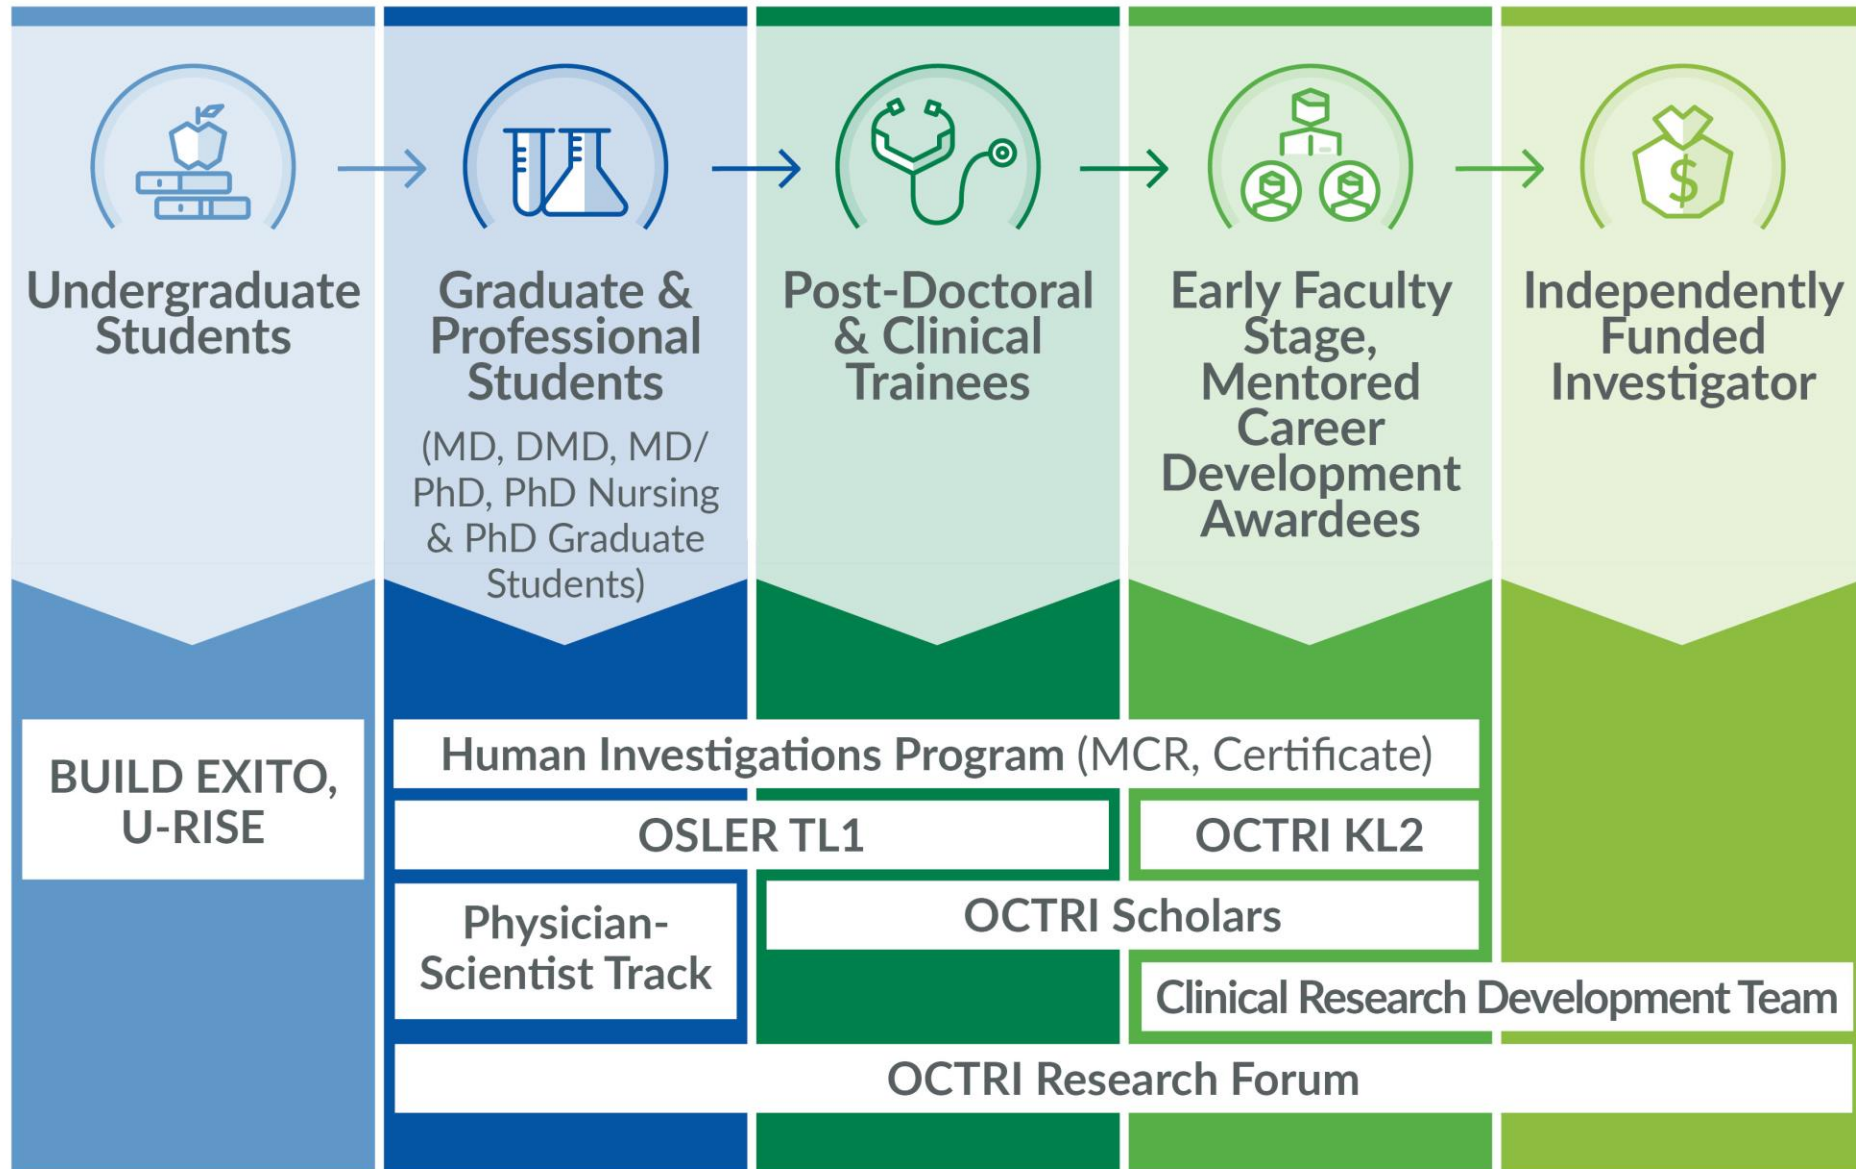 Undergraduate
Students
Graduate &
Professional
Students
(MD, DMD, MD/
PhD, PhD Nursing
& PhD Graduate
Students)
Post-Doctoral
& Clinical
Trainees
Early Faculty
Stage,
Mentored
Career
Development
Awardees
$
Independently
Funded
Investigator
BUILD EXITO,
U-RISE
Human Investigations Program (MCR, Certificate)
OSLER TL1
OCTRI KL2
Physician-
Scientist Track
OCTRI Scholars
Clinical Research Development Team
OCTRI Research Forum